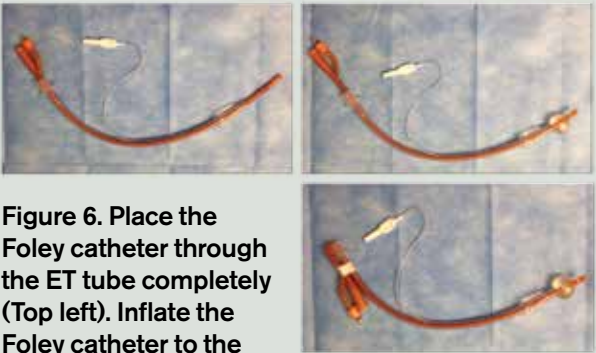 Figure 6. Place the
Foley catheter through
the ET tube completely
(Top left). Inflate the
Foley catheter to the